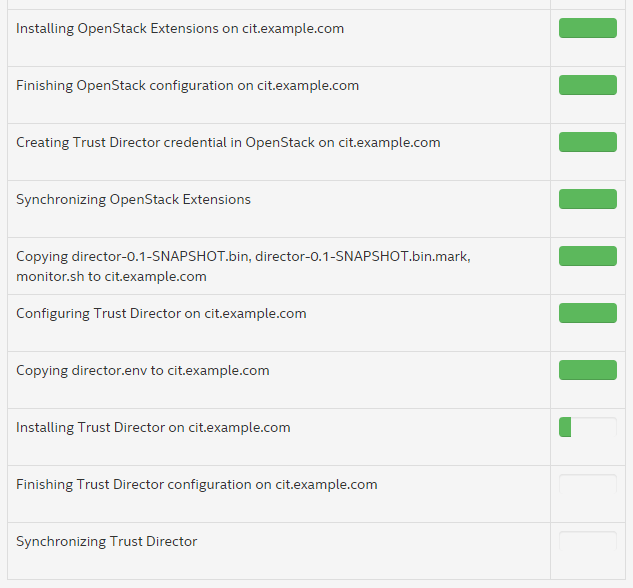 Installing OpenStack Extensions on cit.example.com
Finishing OpenStack configuration on cit.example.com
Creating Trust Director credential in OpenStack on cit.example.com
Synchronizing OpenStack Extensions
Copying director-0.1-SNAPSHOT.bin, director-0.1-SNAPSHOT.bin.mark,
monitor.sh to cit.example.com
Configuring Trust Director on cit.example.com
Copying director.env to cit.example.com
Installing Trust Director on cit.example.com
Finishing Trust Director configuration on cit.example.com
Synchronizing Trust Director